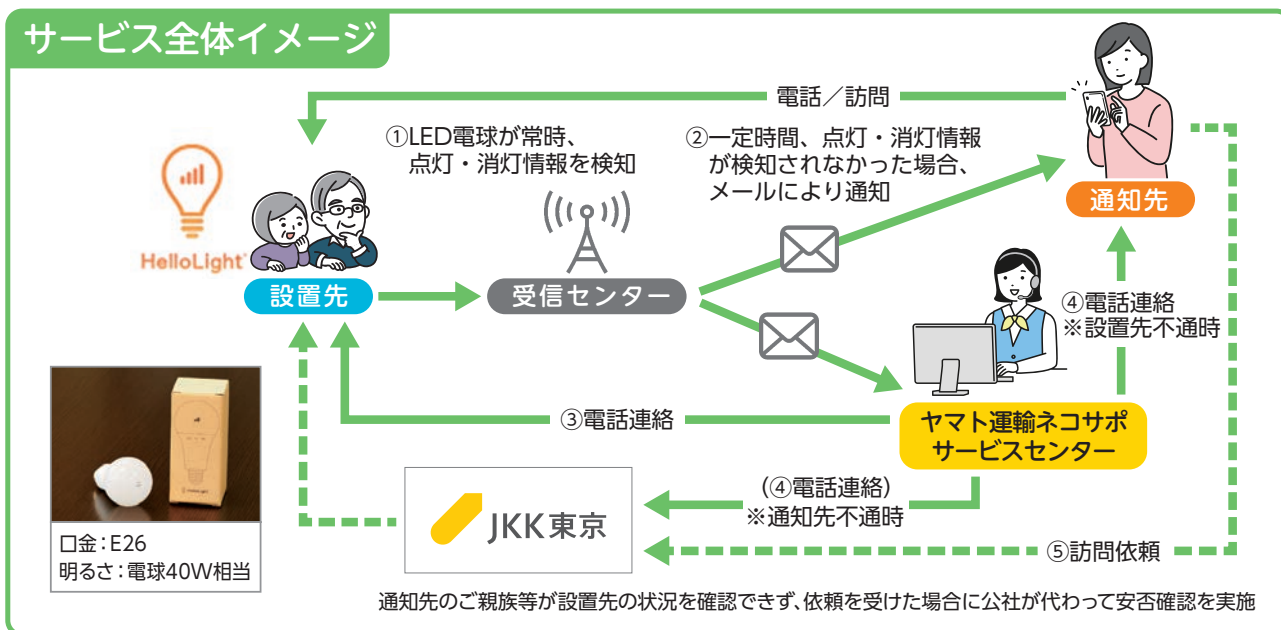 サービス全体イメージ
電話／訪問
①LED電球が常時、
点灯・消灯情報を検知
②一定時間、点灯・消灯情報
が検知されなかった場合、
メールにより通知
HelloLight
設置先
受信センター
通知先
④電話連絡
※設置先不通時
③電話連絡
ヤマト運輸ネコサポ
サービスセンター
（④電話連絡）
※通知先不通時
JKK東京
⑤訪問依頼
口金：E26
明るさ：電球40W相当
通知先のご親族等が設置先の状況を確認できず、依頼を受けた場合に公社が代わって安否確認を実施